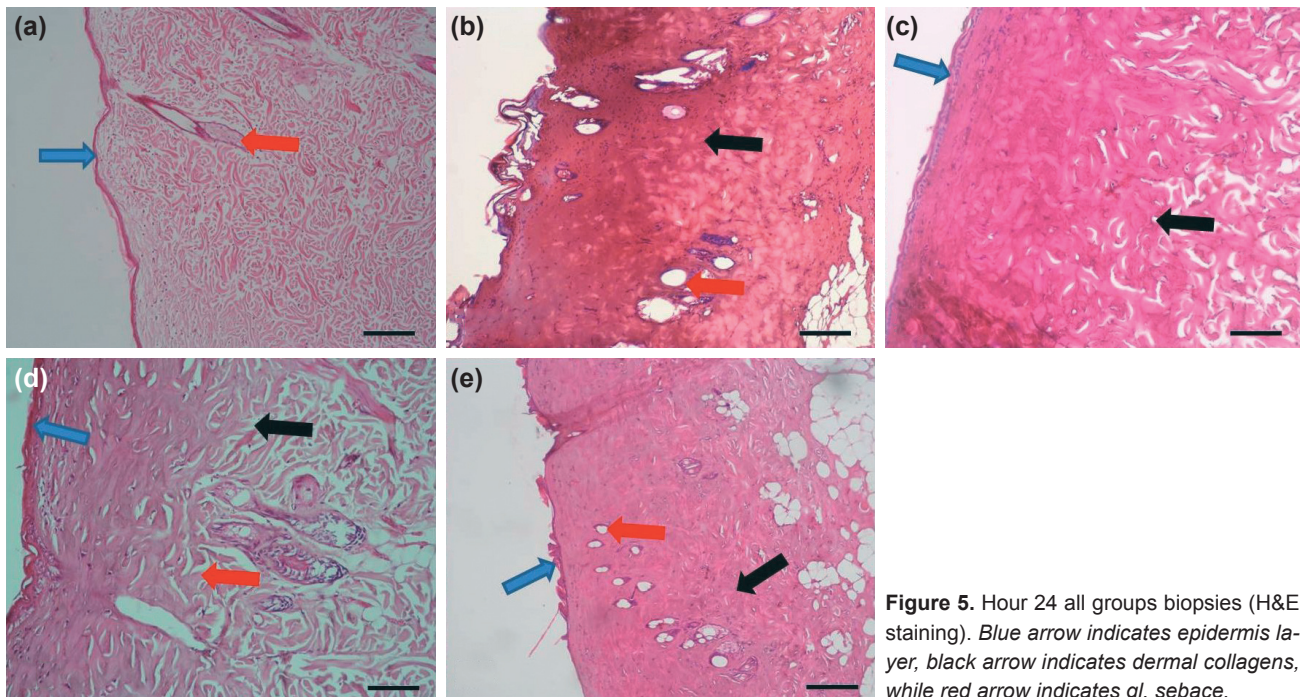 (a)
(b)
(c)
(d)
(e)
Figure 5. Hour 24 all groups biopsies (H&E
staining). Blue arrow indicates epidermis la-
yer, black arrow indicates dermal collagens,
while red arrow indicates gl. sebace.